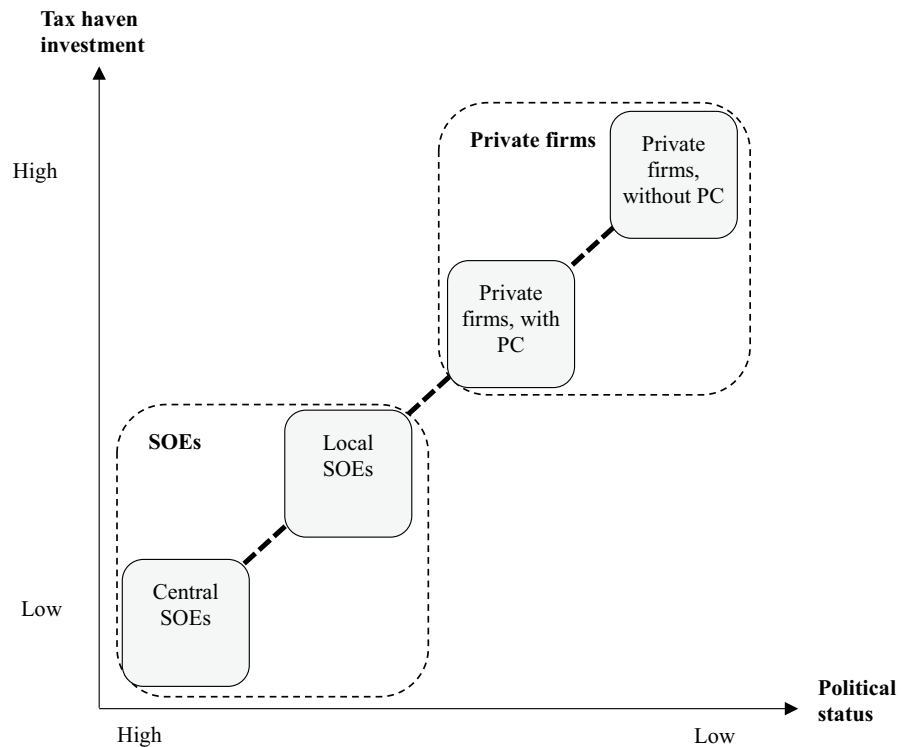 Tax haven
investment
High
Private firms
Private
firms,
without PC
Private
firms, with
PC
SOEs
Local
SOEs
Central
SOEs
Low
Political
status
High
Low